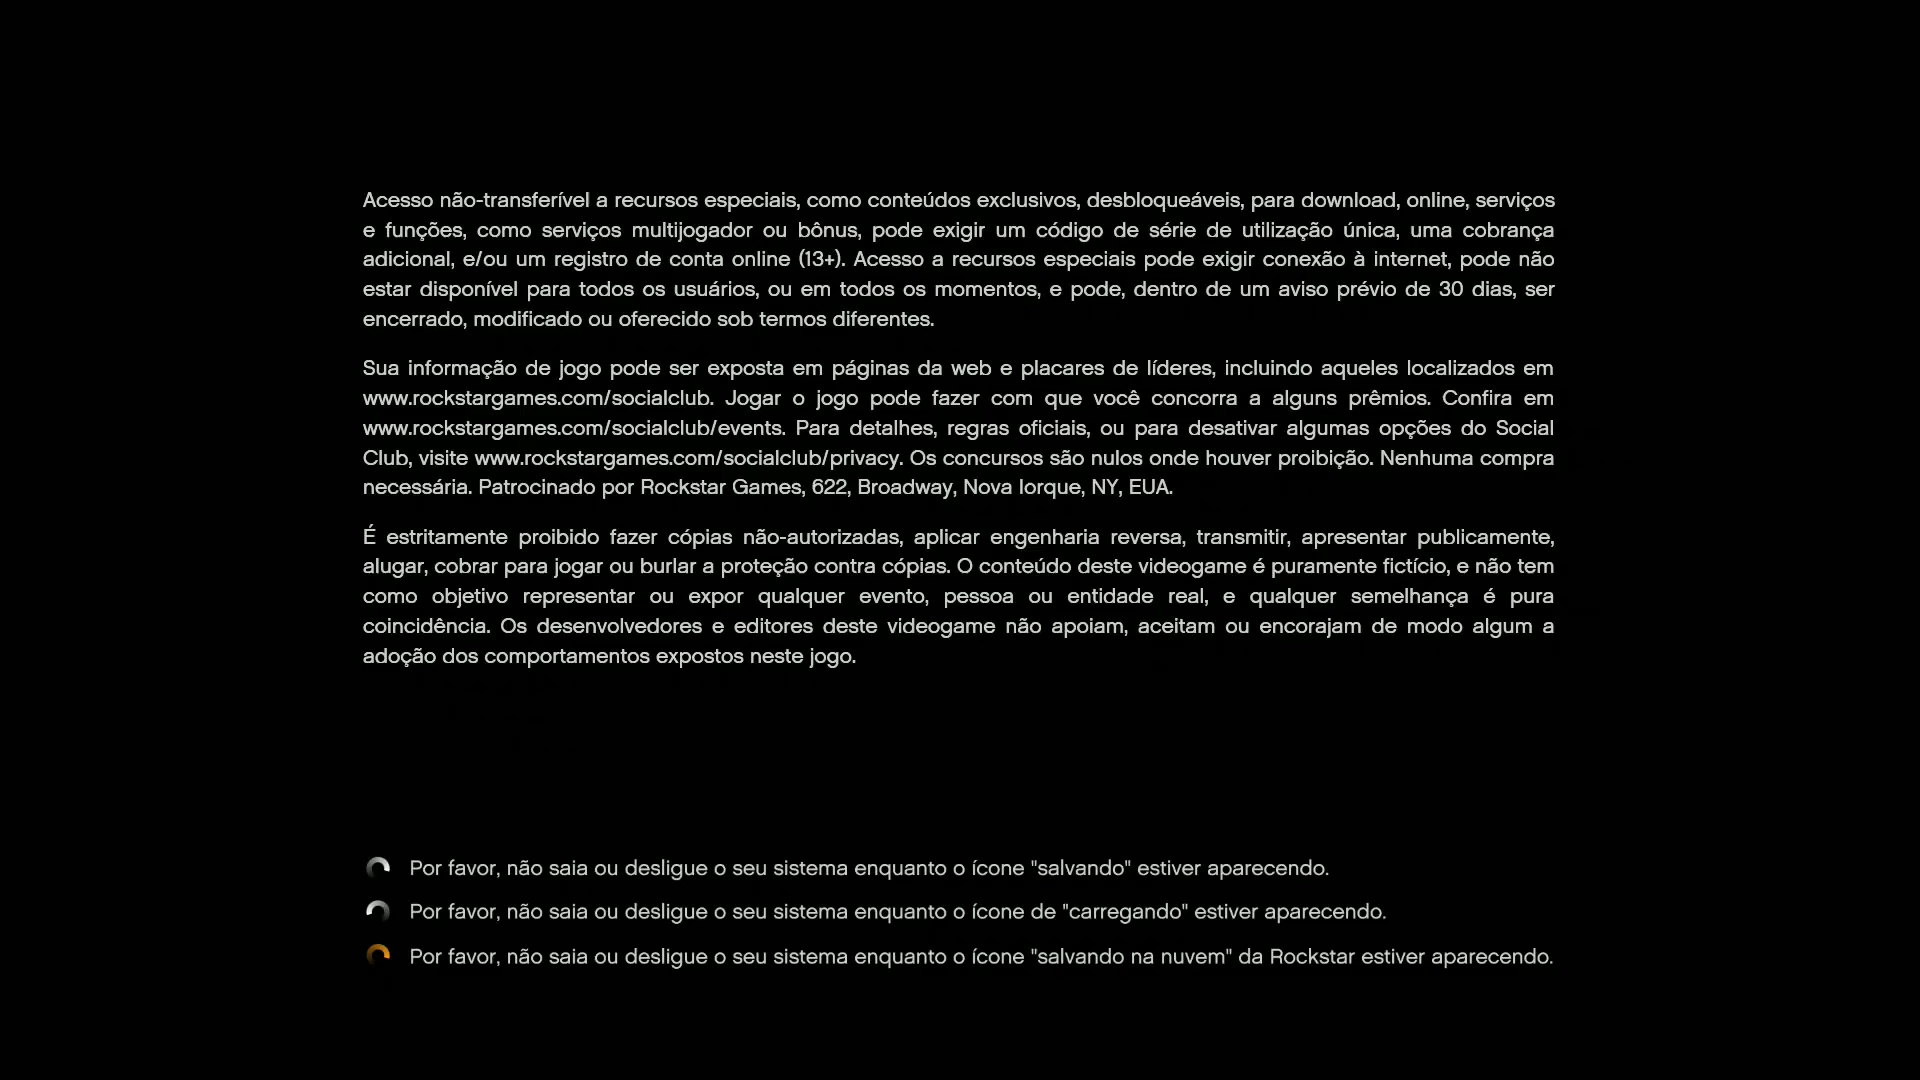 Acesso não-transferível a recursos especiais, como conteúdos exclusivos, desbloqueáveis, para download, online, serviços
e funções, como serviços multijogador ou bônus, pode exigir um código de série de utilização única, uma cobrança
adicional, e/ou um registro de conta online (13+). Acesso a recursos especiais pode exigir conexão à internet, pode não
estar disponível para todos os usuários, ou em todos os momentos, e pode, dentro de um aviso prévio de 30 dias, ser
encerrado, modificado ou oferecido sob termos diferentes.
Sua informação de jogo pode ser exposta em páginas da web e placares de líderes, incluindo aqueles localizados em
www.rockstargames.com/socialclub. Jogar o jogo pode fazer com que você concorra a alguns prêmios. Confira em
www.rockstargames.com/socialclub/events. Para detalhes, regras oficiais, ou para desativar algumas opções do Social
Club, visite www.rockstargames.com/socialclub/privacy. Os concursos são nulos onde houver proibição. Nenhuma compra
necessária. Patrocinado por Rockstar Games, 622, Broadway, Nova Iorque, NY, EUA.
É estritamente proibido fazer cópias não-autorizadas, aplicar engenharia reversa, transmitir, apresentar publicamente,
alugar, cobrar para jogar ou burlar a proteção contra cópias. O conteúdo deste videogame é puramente fictício, e não tem
como objetivo representar ou expor qualquer evento, pessoa ou entidade real, e qualquer semelhança é pura
coincidência. Os desenvolvedores e editores deste videogame não apoiam, aceitam ou encorajam de modo algum a
adoção dos comportamentos expostos neste jogo.
Por favor, não saia ou desligue o seu sistema enquanto o ícone "salvando" estiver aparecendo.
Por favor, não saia ou desligue o seu sistema enquanto o ícone de "carregando" estiver aparecendo.
Por favor, não saia ou desligue o seu sistema enquanto o ícone "salvando na nuvem" da Rockstar estiver aparecendo.